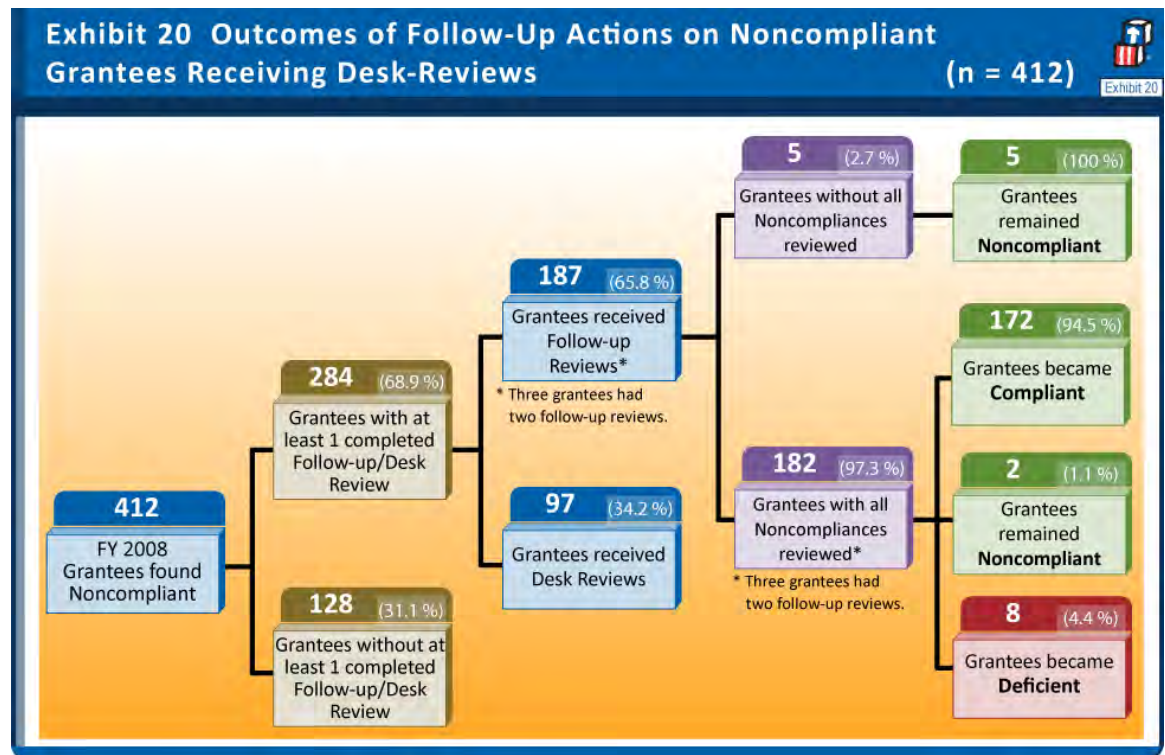 Exhibit 20 Outcomes of Follow-Up Actions on Noncompliant
Grantees Receiving Desk-Reviews (n = 412)
Exhibit 20
412
FY 2008
Grantees found
Noncompliant
284 (68.9 %)
Grantees with at
least 1 completed
Follow-up/Desk
Review
128 (31.1 %)
Grantees without at
least 1 completed
Follow-up/Desk
Review
187 (65.8 %)
Grantees received
Follow-up
Reviews*
* Three grantees had
two follow-up reviews.
97 (34.2 %)
Grantees received
Desk Reviews
5 (2.7 %)
Grantees without all
Noncompliances
reviewed
182 (97.3 %)
Grantees with all
Noncompliances
reviewed*
* Three grantees had
two follow-up reviews.
5 (100 %)
Grantees
remained
Noncompliant
172 (94.5 %)
Grantees became
Compliant
2 (1.1 %)
Grantees
remained
Noncompliant
8 (4.4 %)
Grantees became
Deficient